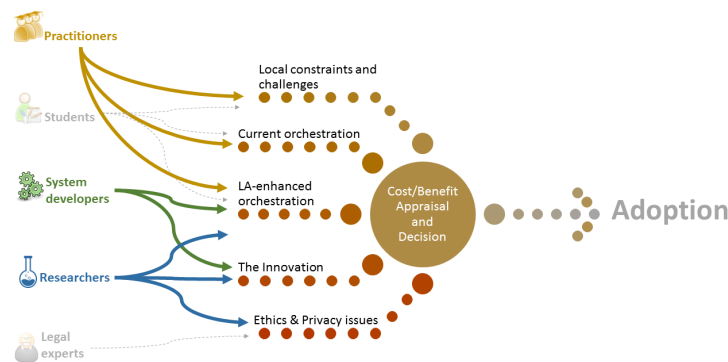 Practitioners
Students
System
developers
Researchers
Legal
experts
Local constraints and
challenges
Current orchestration
LA-enhanced
orchestration
The Innovation
Ethics & Privacy issues
Cost/Benefit
Appraisal
and
Decision
Adoption